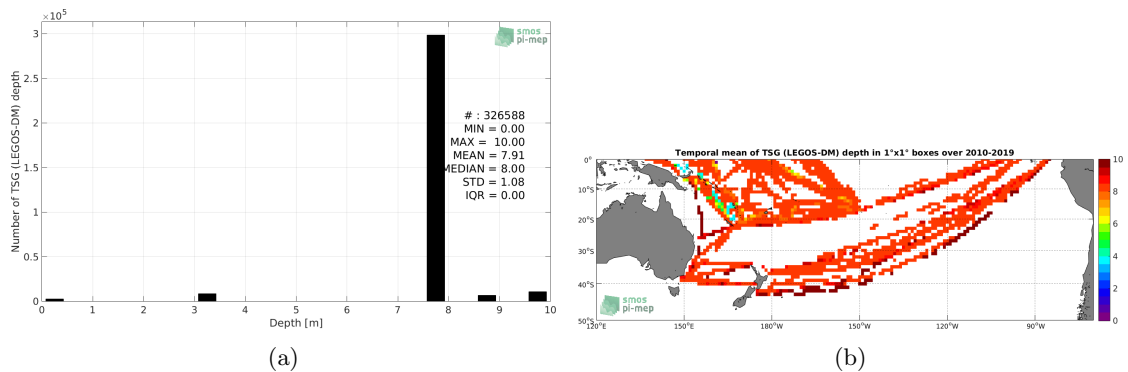 ×10⁵
3
2.5
2
1.5
1
0.5
0
Number of TSG (LEGOS-DM) depth
smos
pi-mep
# : 326588
MIN = 0.00
MAX = 10.00
MEAN = 7.91
MEDIAN = 8.00
STD = 1.08
IQR = 0.00
0 1 2 3 4 5 6 7 8 9 10
Depth [m]
(a)
Temporal mean of TSG (LEGOS-DM) depth in 1°x1° boxes over 2010-2019
0°
10°S
20°S
30°S
40°S
50°S
smos
pi-mep
120°E 150°E 180°W 150°W 120°W 90°W
10
8
6
4
2
0
(b)